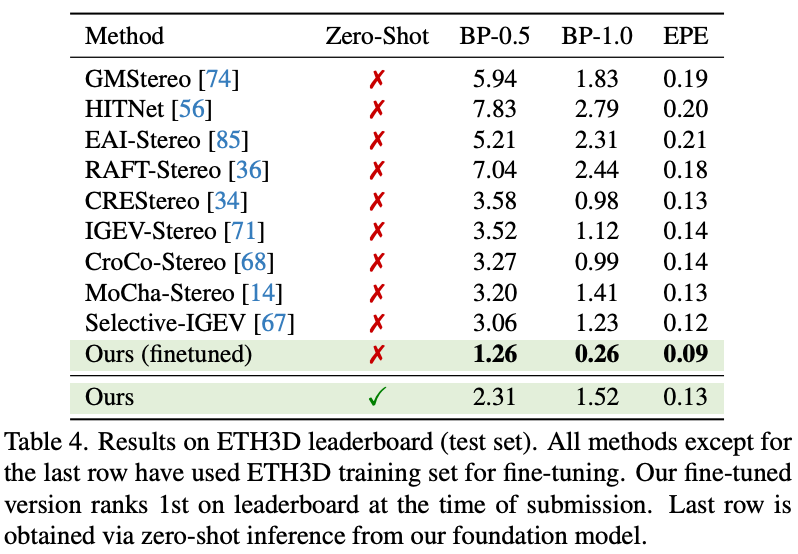 Method Zero-Shot BP-0.5 BP-1.0 EPE
GMStereo [74] ✗ 5.94 1.83 0.19
HITNet [56] ✗ 7.83 2.79 0.20
EAI-Stereo [85] ✗ 5.21 2.31 0.21
RAFT-Stereo [36] ✗ 7.04 2.44 0.18
CREStereo [34] ✗ 3.58 0.98 0.13
IGEV-Stereo [71] ✗ 3.52 1.12 0.14
CroCo-Stereo [68] ✗ 3.27 0.99 0.14
MoCha-Stereo [14] ✗ 3.20 1.41 0.13
Selective-IGEV [67] ✗ 3.06 1.23 0.12
Ours (finetuned) ✗ 1.26 0.26 0.09
Ours ✓ 2.31 1.52 0.13
Table 4. Results on ETH3D leaderboard (test set). All methods except for
the last row have used ETH3D training set for fine-tuning. Our fine-tuned
version ranks 1st on leaderboard at the time of submission. Last row is
obtained via zero-shot inference from our foundation model.